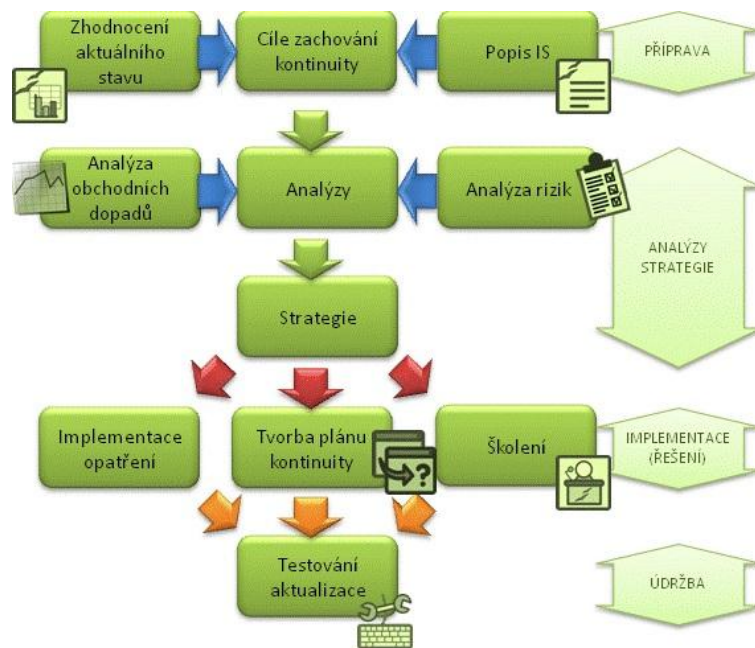 Zhodnocení
aktuálního
stavu
Cíle zachování
kontinuity
Popis IS
PŘÍPRAVA
Analýza
obchodních
dopadů
Analýzy
Analýza rizik
ANALÝZY
STRATEGIE
Strategie
Implementace
opatření
Tvorba plánu
kontinuity
?
Školení
IMPLEMENTACE
(ŘEŠENÍ)
Testování
aktualizace
ÚDRŽBA